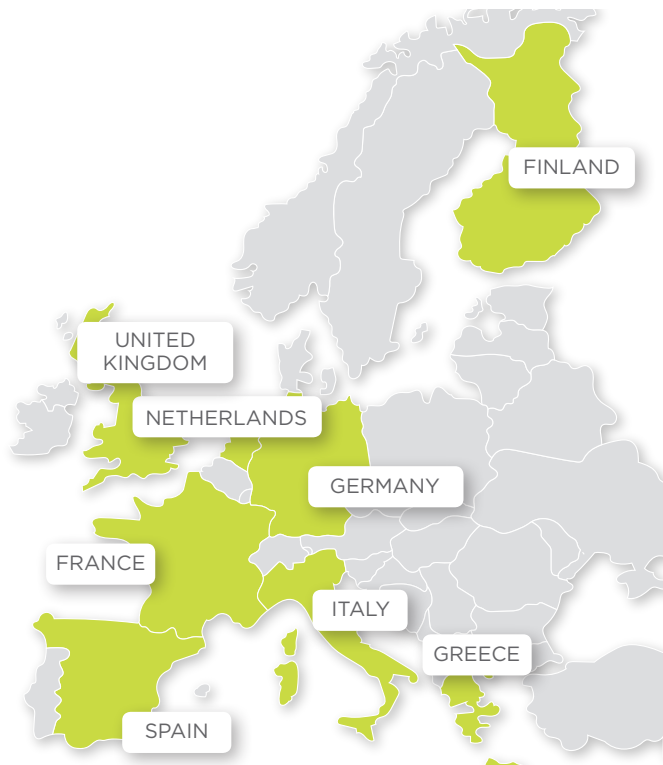 FINLAND
UNITED
KINGDOM
NETHERLANDS
GERMANY
FRANCE
ITALY
GREECE
SPAIN